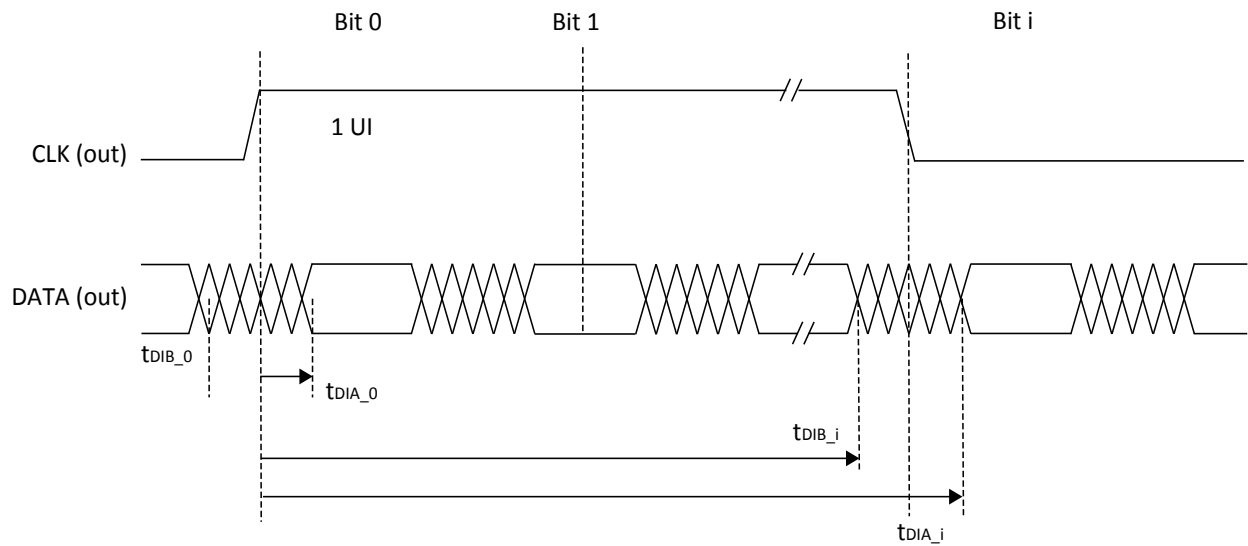 Bit 0
Bit 1
Bit i
1 UI
CLK (out)
DATA (out)
tDIB_0
tDIA_0
tDIB_i
tDIA_i